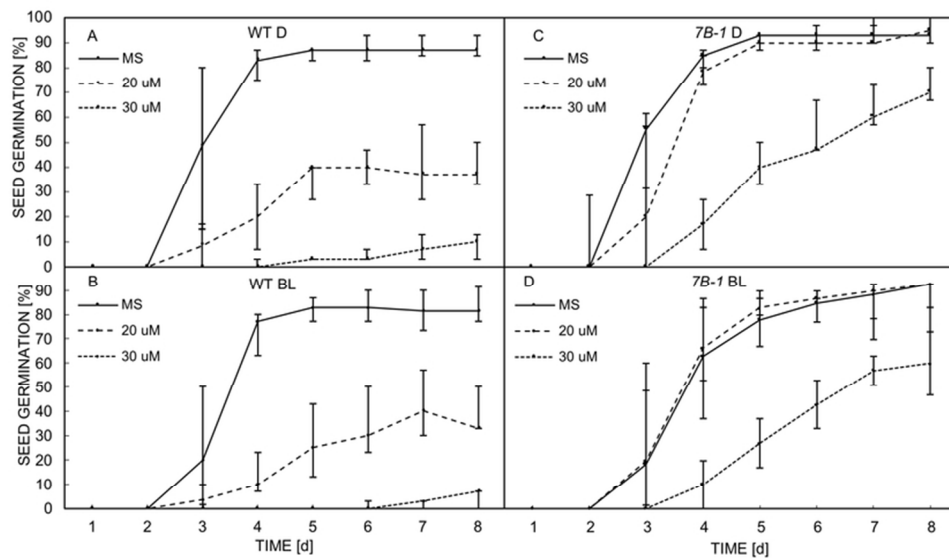 A
WT D
MS
20 uM
30 uM
SEED GERMINATION [%]
100
90
80
70
60
50
40
30
20
10
0
C
7B-1 D
MS
20 uM
30 uM
B
WT BL
MS
20 uM
30 uM
SEED GERMINATION [%]
90
80
70
60
50
40
30
20
10
0
D
7B-1 BL
MS
20 uM
30 uM
1 2 3 4 5 6 7 8
TIME [d]
1 2 3 4 5 6 7 8
TIME [d]